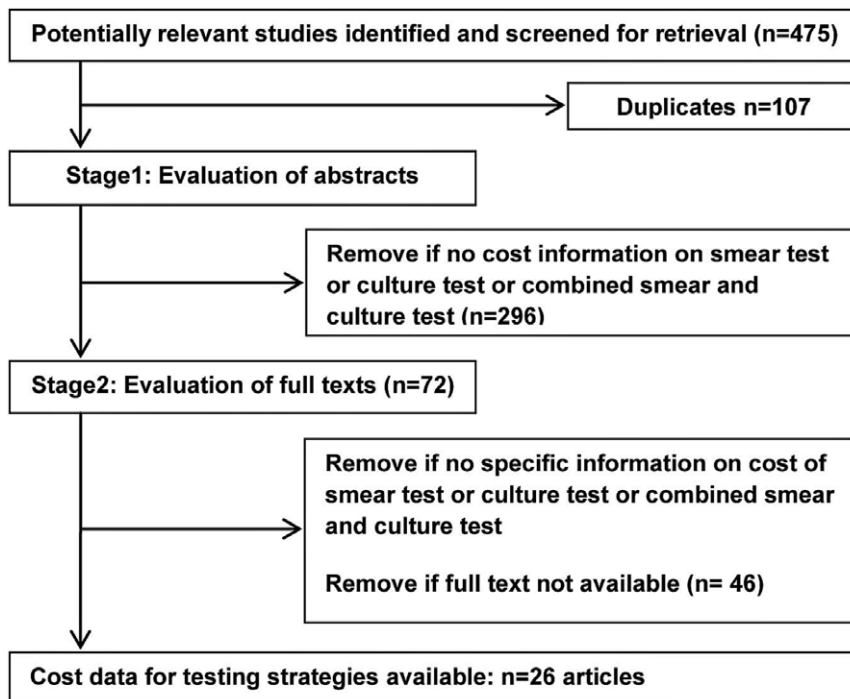 Potentially relevant studies identified and screened for retrieval (n=475)
Duplicates n=107
Stage1: Evaluation of abstracts
Remove if no cost information on smear test
or culture test or combined smear and
culture test (n=296)
Stage2: Evaluation of full texts (n=72)
Remove if no specific information on cost of
smear test or culture test or combined smear
and culture test
Remove if full text not available (n= 46)
Cost data for testing strategies available: n=26 articles